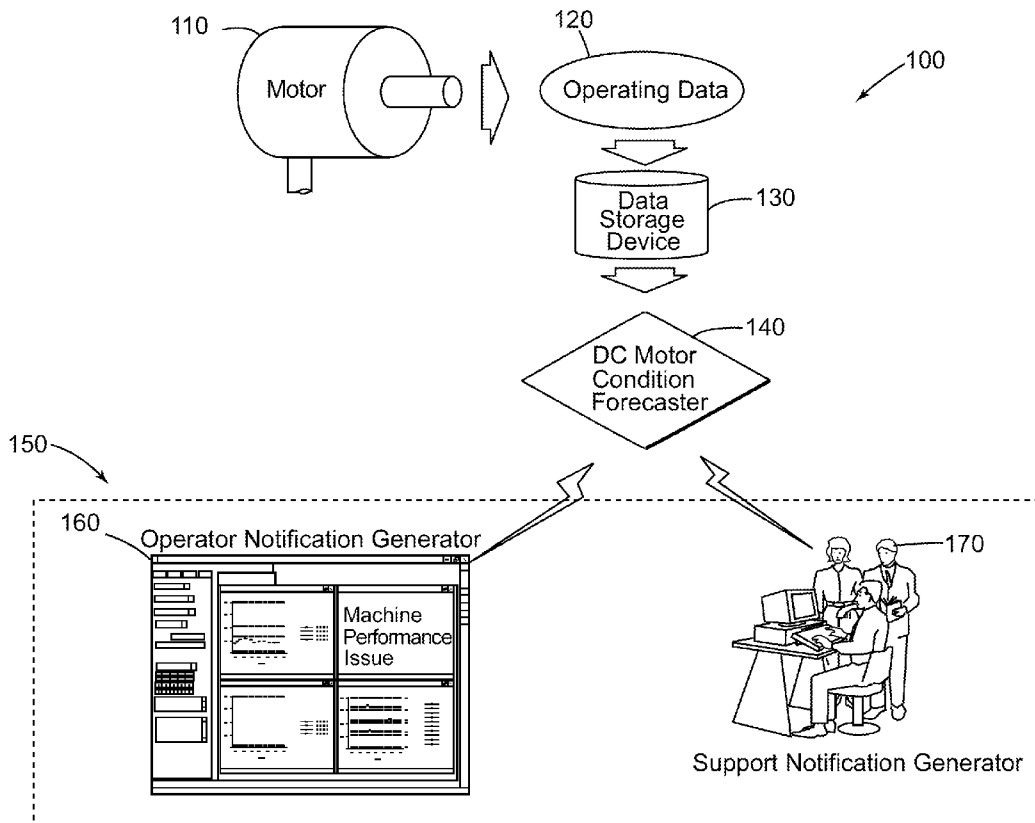 110
Motor
120
Operating Data
100
Data
Storage
Device
130
140
DC Motor
Condition
Forecaster
150
160
Operator Notification Generator
Machine
Performance
Issue
170
Support Notification Generator